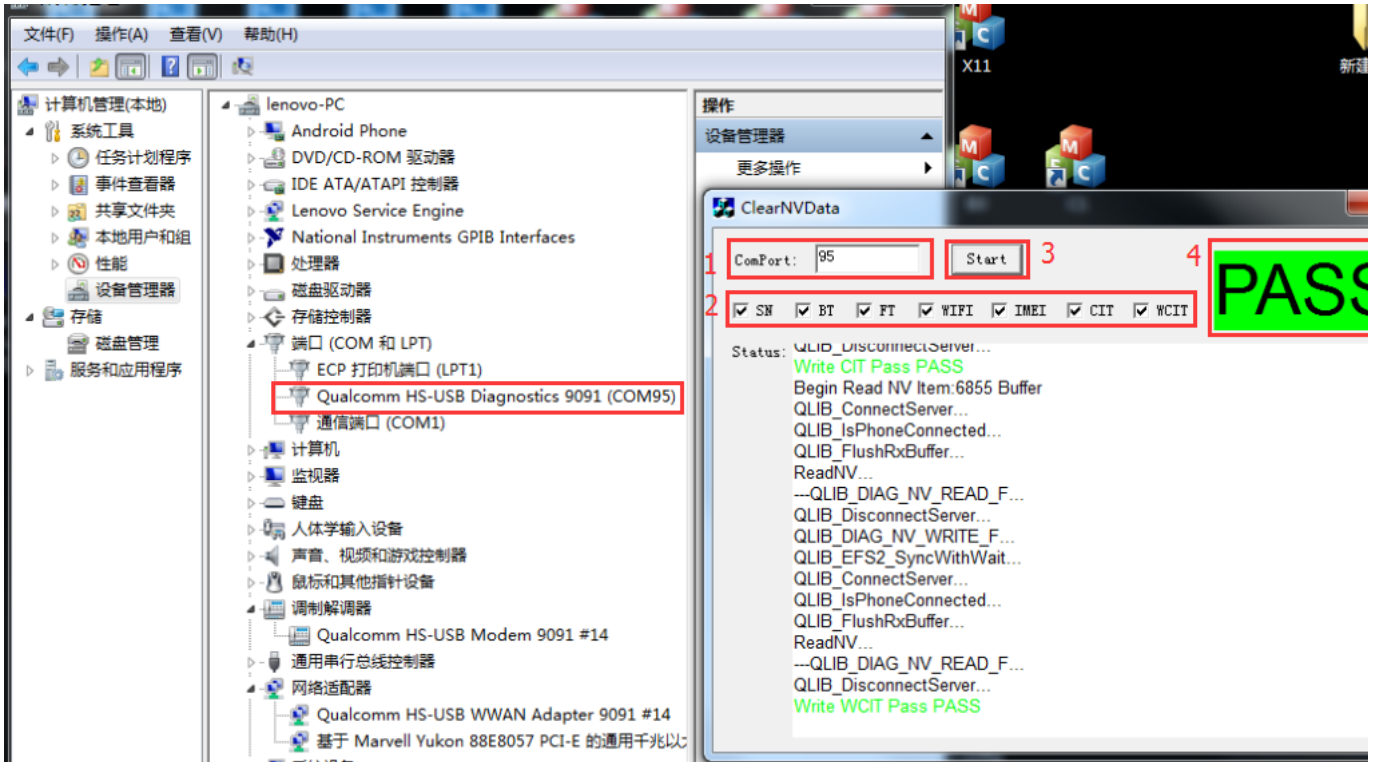 文件(F) 操作(A) 查看(V) 帮助(H)
X11
计算机管理(本地)
系统工具
任务计划程序
事件查看器
共享文件夹
本地用户和组
性能
设备管理器
存储
磁盘管理
服务和应用程序
lenovo-PC
Android Phone
DVD/CD-ROM 驱动器
IDE ATA/ATAPI 控制器
Lenovo Service Engine
National Instruments GPIB Interfaces
处理器
磁盘驱动器
存储控制器
端口 (COM 和 LPT)
ECP 打印机端口 (LPT1)
Qualcomm HS-USB Diagnostics 9091 (COM95)
通信端口 (COM1)
计算机
监视器
键盘
人体学输入设备
声音、视频和游戏控制器
鼠标和其他指针设备
调制解调器
Qualcomm HS-USB Modem 9091 #14
通用串行总线控制器
网络适配器
Qualcomm HS-USB WWAN Adapter 9091 #14
基于 Marvell Yukon 88E8057 PCI-E 的通用千兆以
操作
设备管理器
更多操作
新建
ClearNVData
1 ComPort: 95 Start 3 4 PASS
2 SN BT FT WIFI IMEI CIT WCIT
Status: QLIB_DisconnectServer...
Write CIT Pass PASS
Begin Read NV Item:6855 Buffer
QLIB_ConnectServer...
QLIB_IsPhoneConnected...
QLIB_FlushRxBuffer...
ReadNV...
---QLIB_DIAG_NV_READ_F...
QLIB_DisconnectServer...
QLIB_DIAG_NV_WRITE_F...
QLIB_EFS2_SyncWithWait...
QLIB_ConnectServer...
QLIB_IsPhoneConnected...
QLIB_FlushRxBuffer...
ReadNV...
---QLIB_DIAG_NV_READ_F...
QLIB_DisconnectServer...
Write WCIT Pass PASS